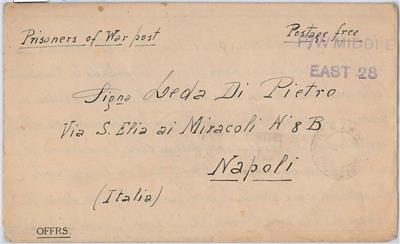 Prisoners of War post
Postage free
P/W MIDDLE
EAST 28
Signa Leda Di Pietro
Via S. Elia ai Miracoli N° 8 B
Napoli
(Italia)
OFFRS.